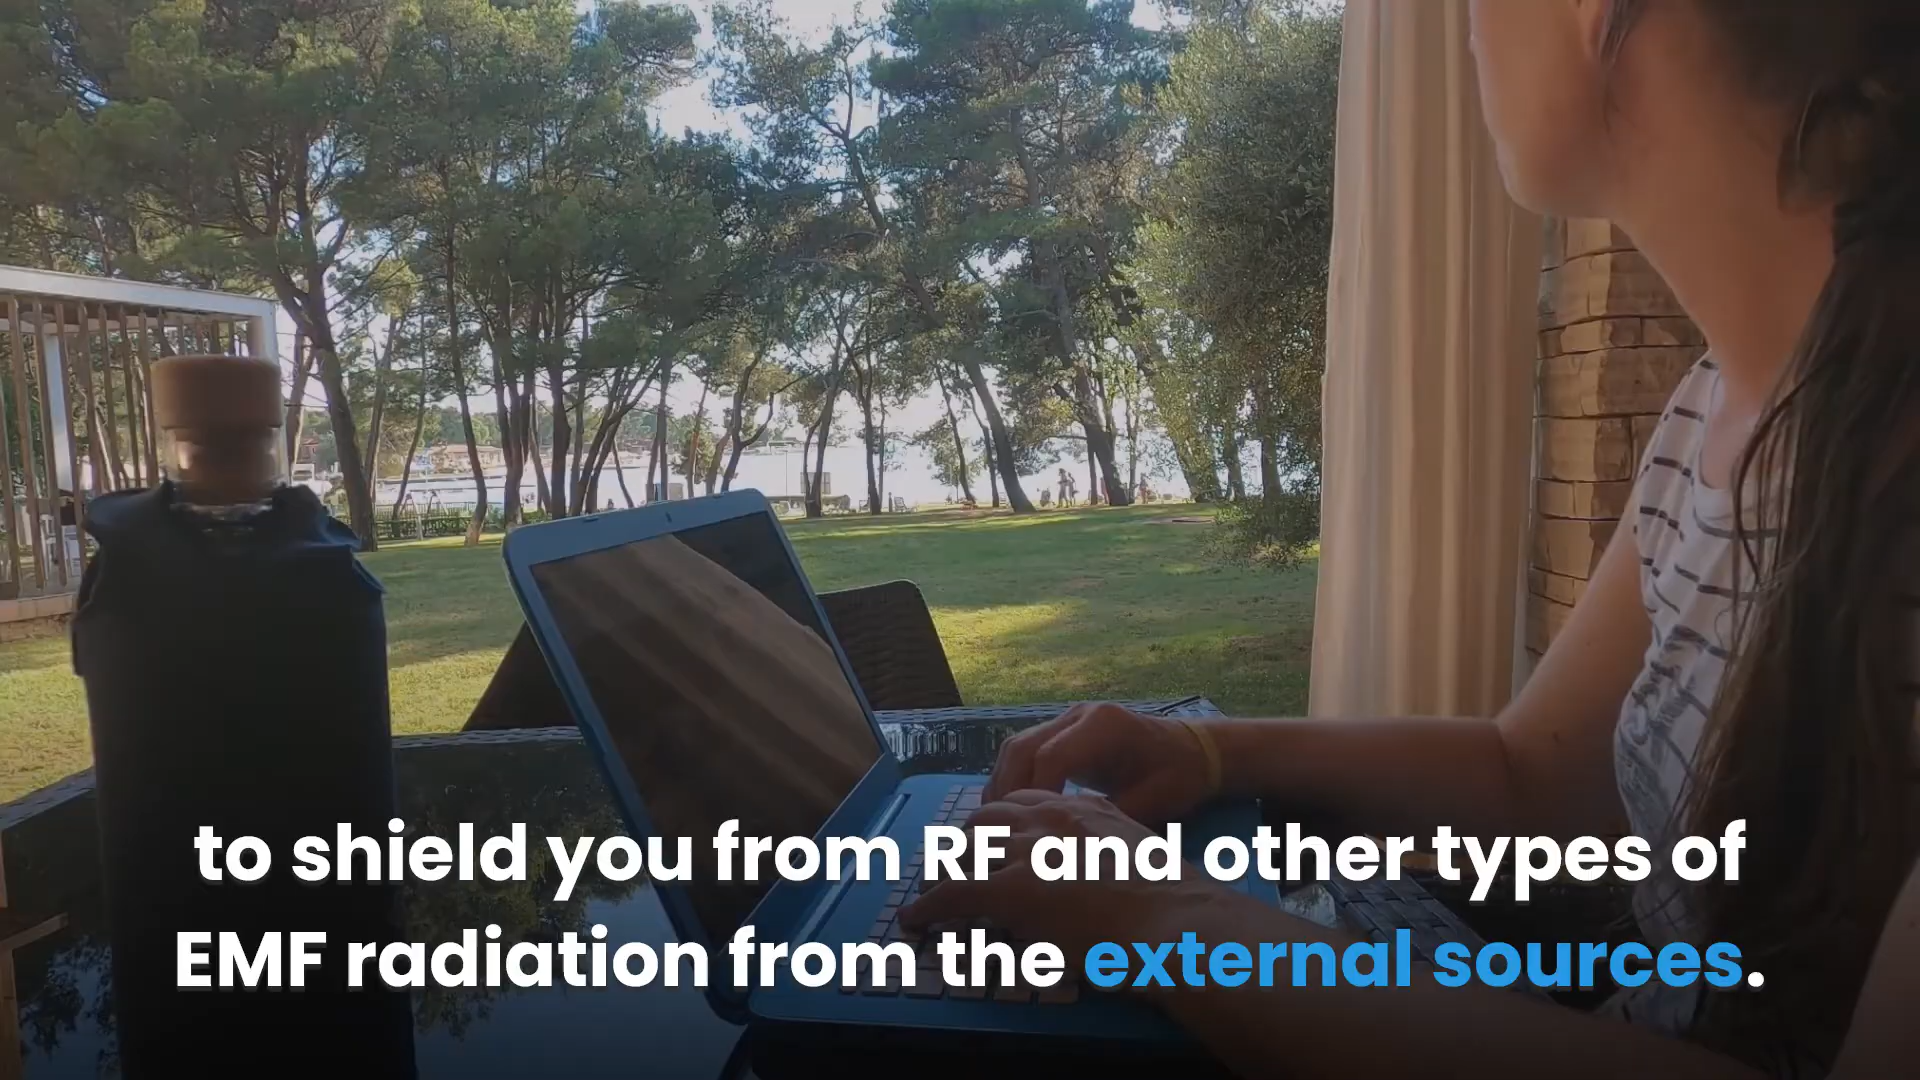 to shield you from RF and other types of
EMF radiation from the external sources.